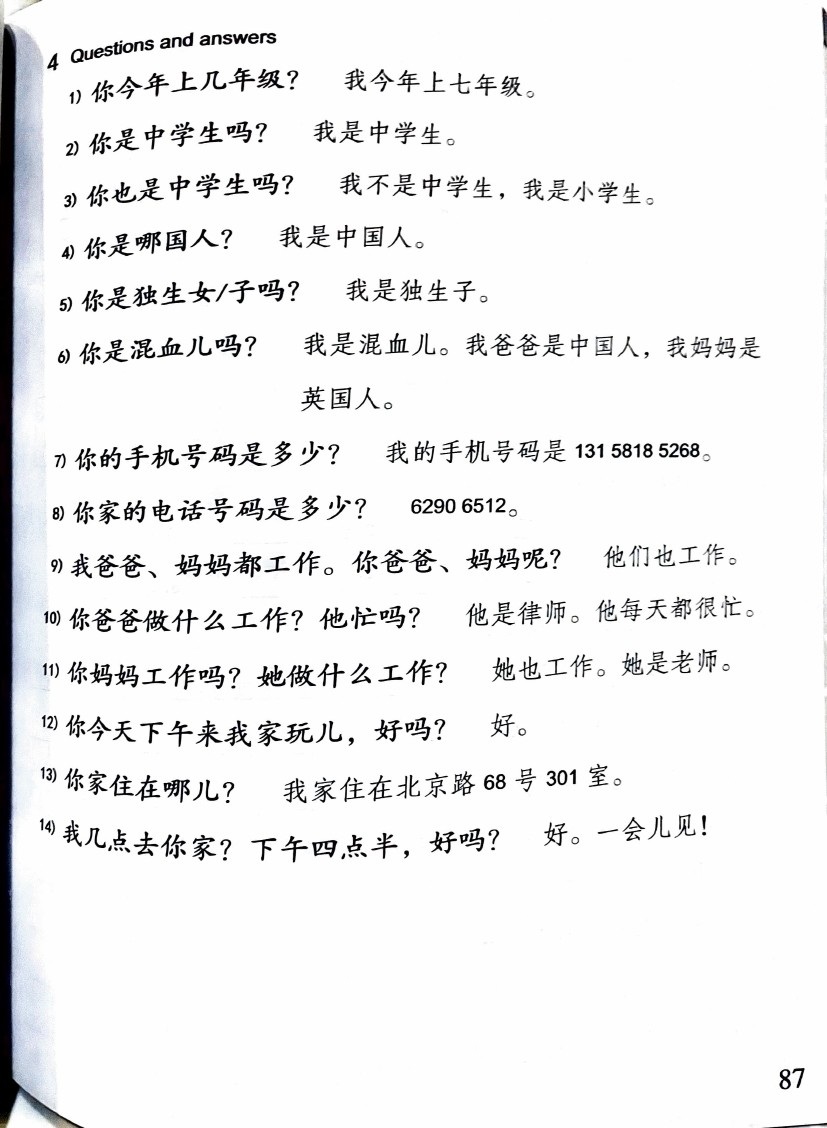 4 Questions and answers
1) 你今年上几年级？ 我今年上七年级。
2) 你是中学生吗？ 我是中学生。
3) 你也是中学生吗？ 我不是中学生，我是小学生。
4) 你是哪国人？ 我是中国人。
5) 你是独生女/子吗？ 我是独生子。
6) 你是混血儿吗？ 我是混血儿。我爸爸是中国人，我妈妈是
英国人。
7) 你的手机号码是多少？ 我的手机号码是 131 5818 5268。
8) 你家的电话号码是多少？ 6290 6512。
9) 我爸爸、妈妈都工作。你爸爸、妈妈呢？ 他们也工作。
10) 你爸爸做什么工作？他忙吗？ 他是律师。他每天都很忙。
11) 你妈妈工作吗？她做什么工作？ 她也工作。她是老师。
12) 你今天下午来我家玩儿，好吗？ 好。
13) 你家住在哪儿？ 我家住在北京路 68 号 301 室。
14) 我几点去你家？下午四点半，好吗？ 好。一会儿见！
87